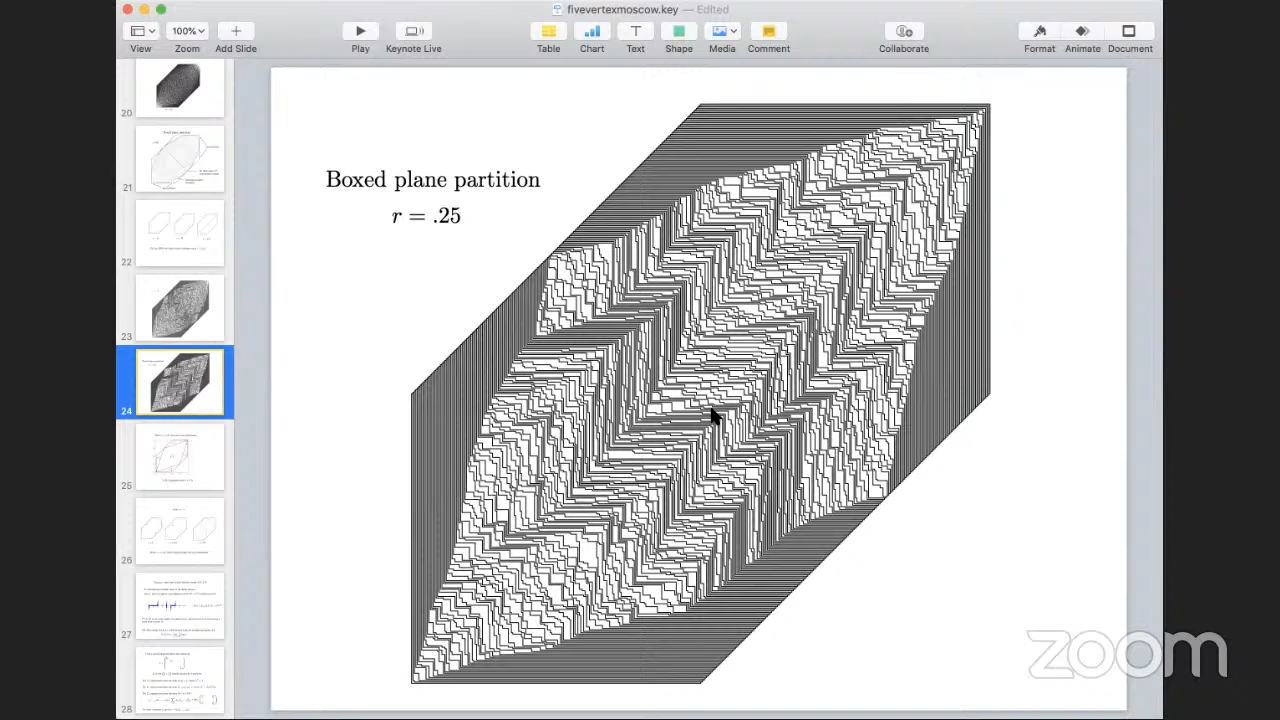 fivevertexmoscow.key — Edited
View
100%
Zoom
Add Slide
Play
Keynote Live
Table
Chart
Text
Shape
Media
Comment
Collaborate
Format
Animate
Document
20
21
22
23
24
25
26
27
28
Boxed plane partition
r = .25
zoom